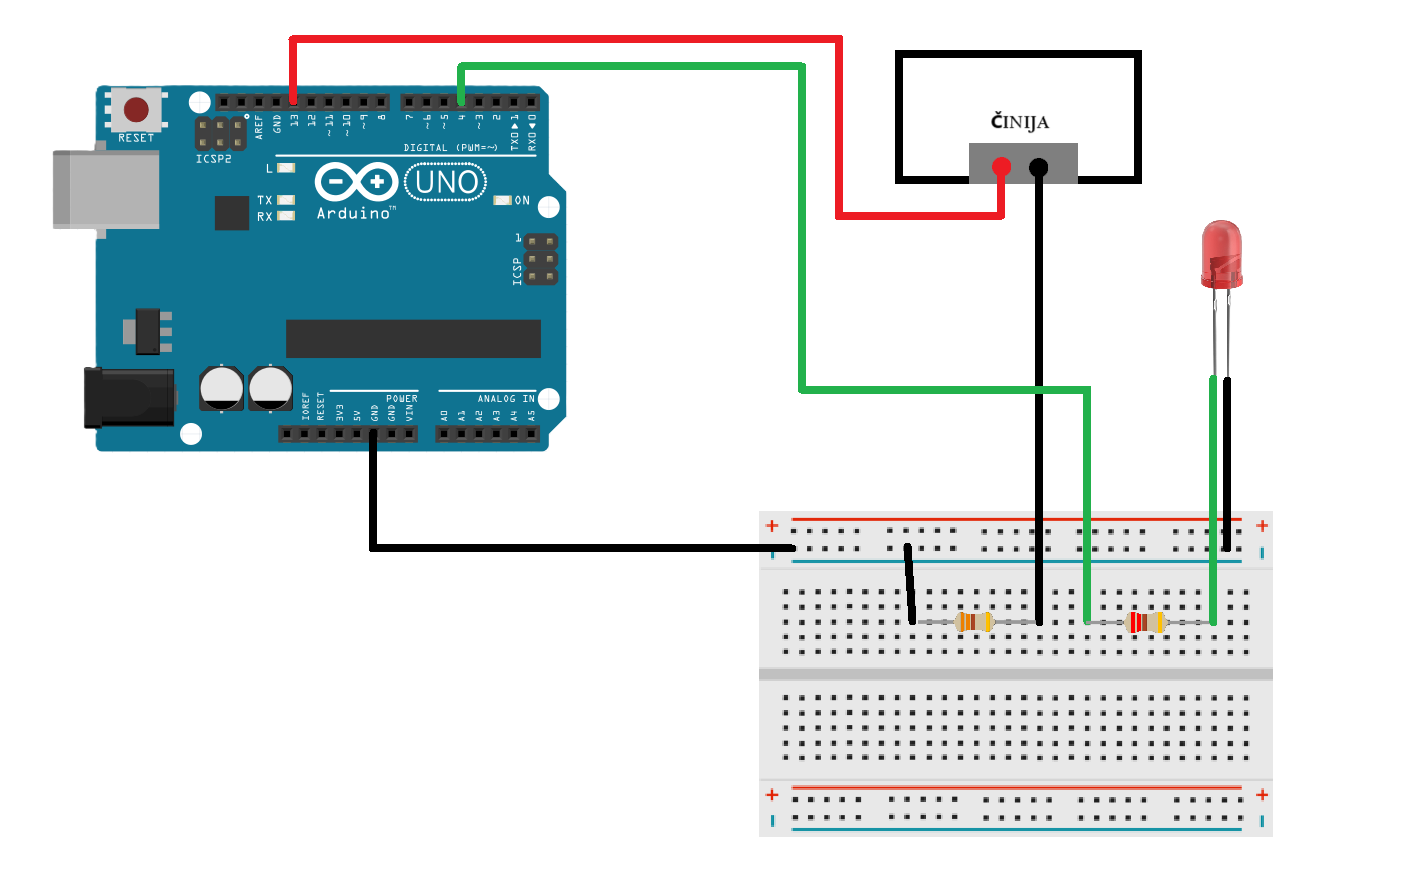 RESET
ICSP2
AREF
GND
13
12
~11
~10
~9
8
7
~6
~5
4
~3
2
TX0▶1
RX0◀0
DIGITAL (PWM=~)
L
TX
RX
UNO
Arduino™
ON
1
ICSP
POWER
ANALOG IN
IOREF
RESET
3V3
5V
GND
GND
VIN
A0
A1
A2
A3
A4
A5
ČINIJA
+
+
+
+